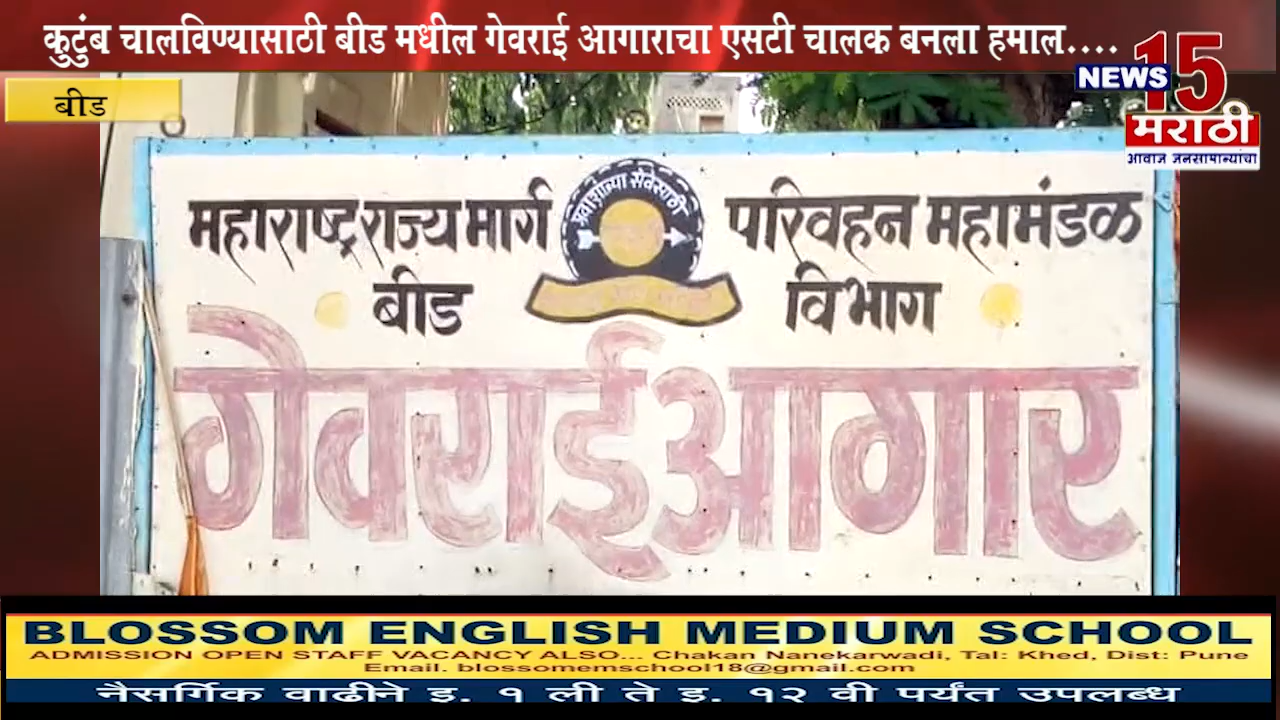 कुटुंब चालविण्यासाठी बीड मधील गेवराई आगाराचा एसटी चालक बनला हमाल....
NEWS 15
मराठी
आवाज जनसामान्यांचा
बीड
प्रवाशांच्या सेवेसाठी
महाराष्ट्र राज्य मार्ग परिवहन महामंडळ
बीड विभाग
गेवराई आगार
BLOSSOM ENGLISH MEDIUM SCHOOL
ADMISSION OPEN STAFF VACANCY ALSO... Chakan Nanekarwadi, Tal: Khed, Dist: Pune
Email. blossomemschool18@gmail.com
नैसर्गिक वाढीने इ. १ ली ते इ. १२ वी पर्यंत उपलब्ध